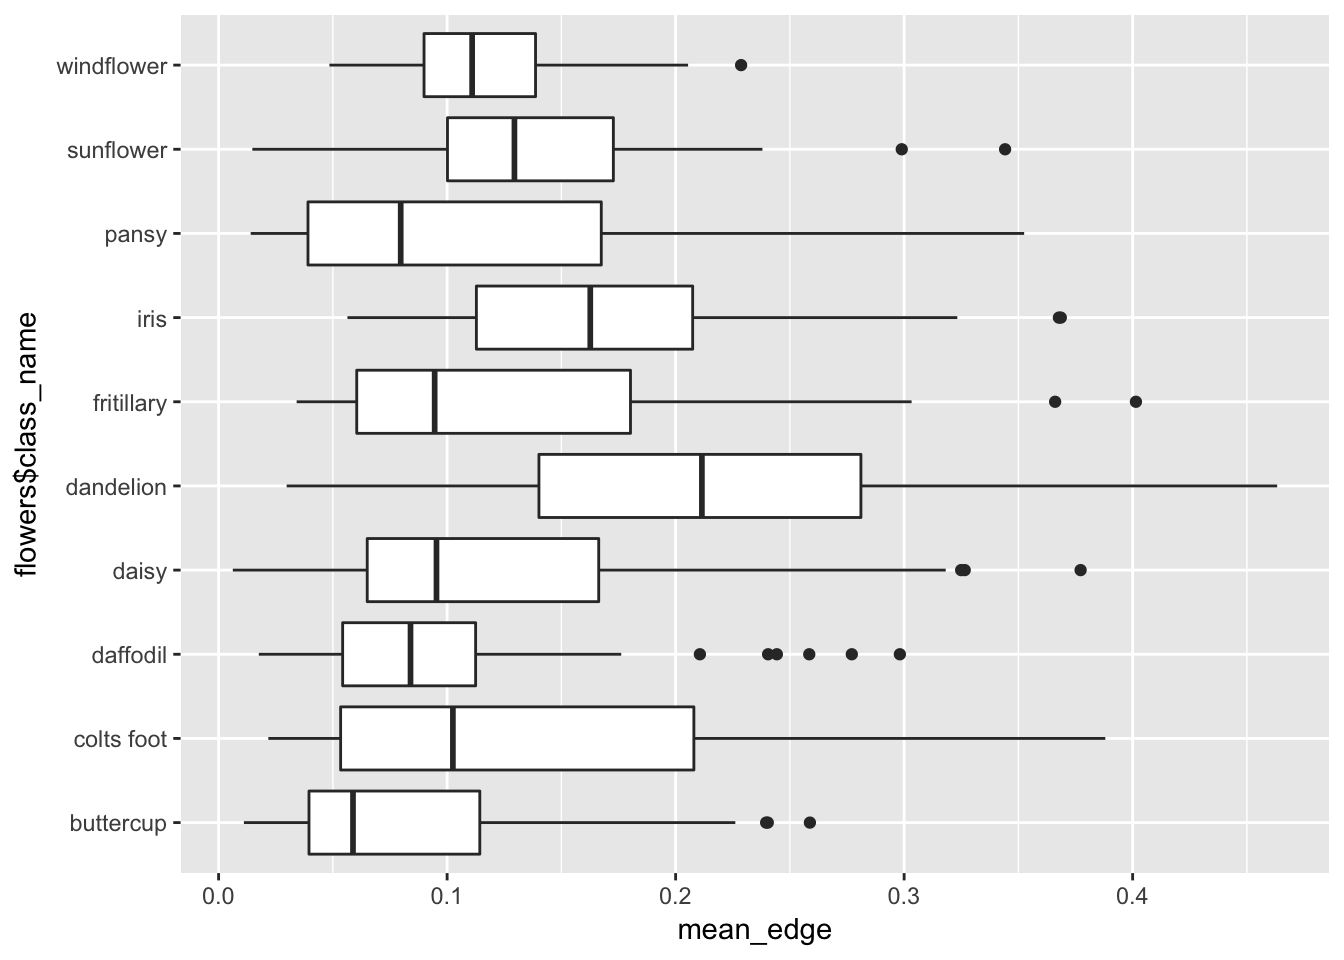 windflower
sunflower
pansy
iris
fritillary
dandelion
daisy
daffodil
colts foot
buttercup
flowers$class_name
0.0 0.1 0.2 0.3 0.4
mean_edge